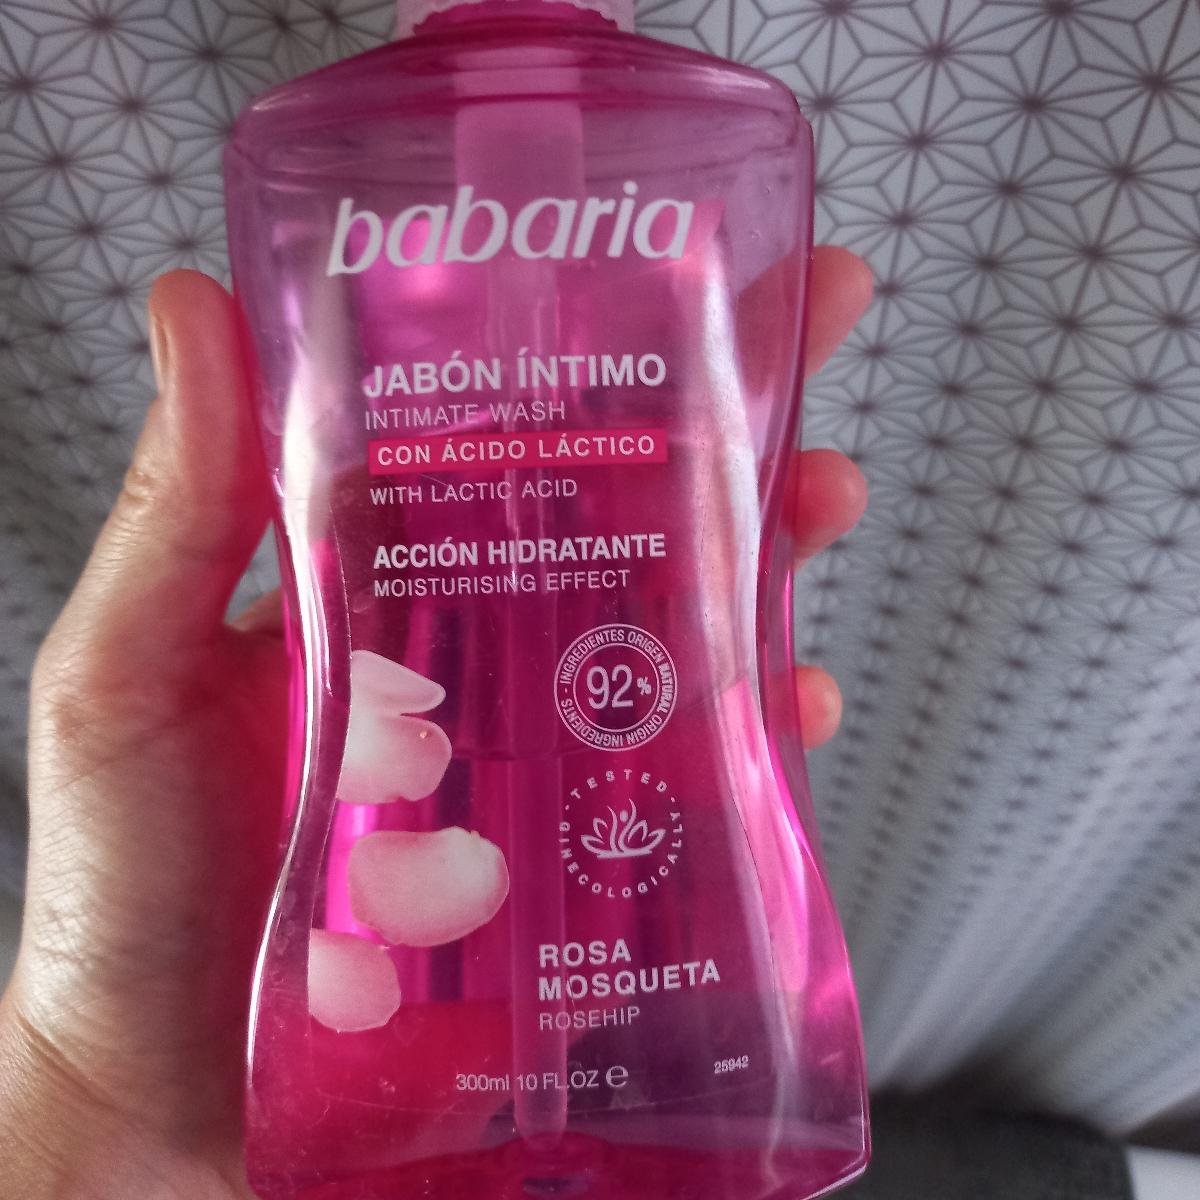 babaria
JABÓN ÍNTIMO
INTIMATE WASH
CON ÁCIDO LÁCTICO
WITH LACTIC ACID
ACCIÓN HIDRATANTE
MOISTURISING EFFECT
INGREDIENTES ORIGEN NATURAL ORIGIN INGREDIENTS -
92%
· TESTED ·
GINECOLOGICALLY
ROSA
MOSQUETA
ROSEHIP
300ml 10 FL.OZ ℮
25942